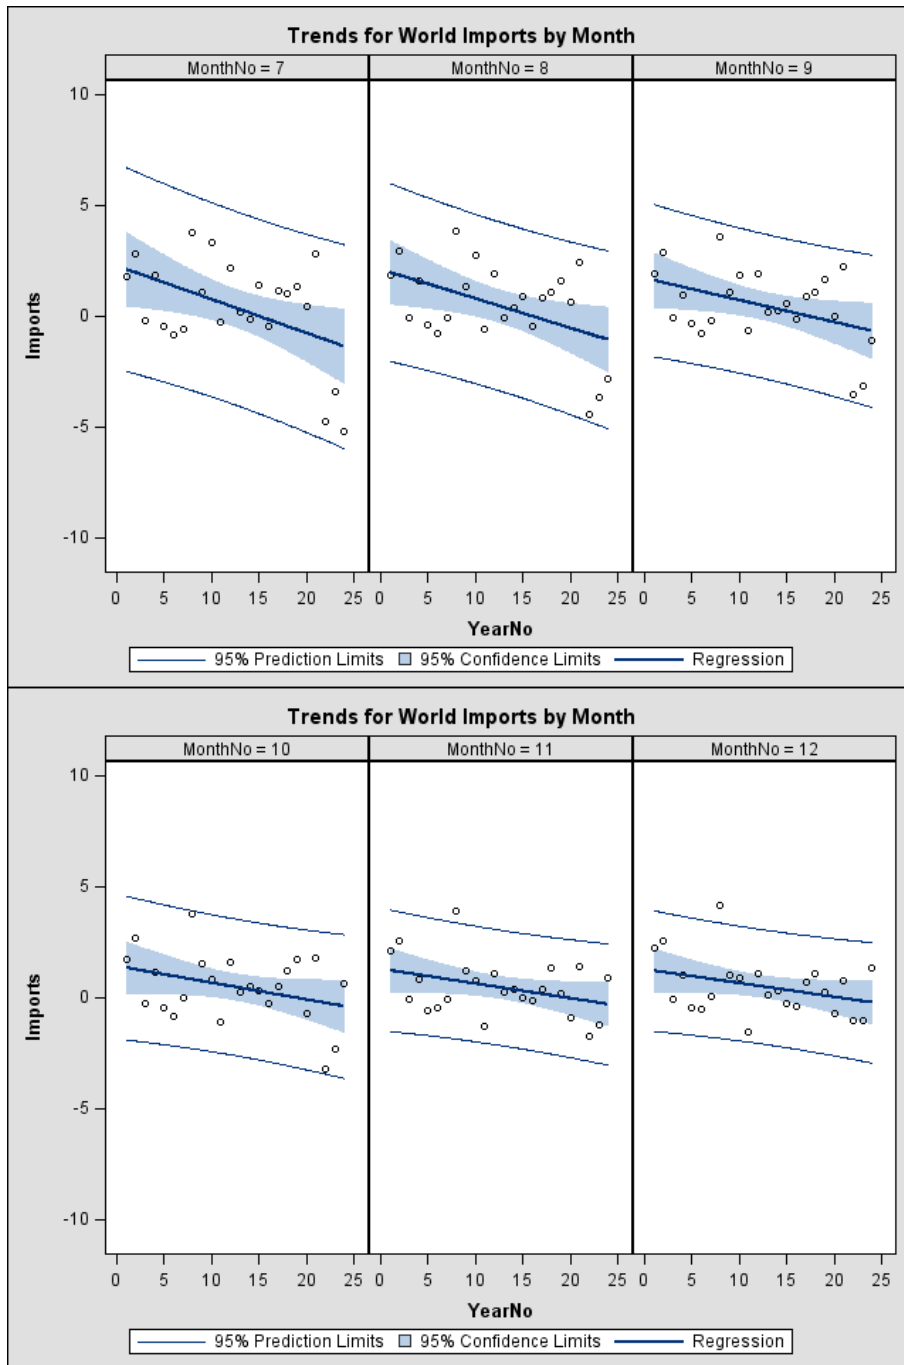 Trends for World Imports by Month
MonthNo = 7 MonthNo = 8 MonthNo = 9
10
5
0
-5
-10
Imports
0 5 10 15 20 25 0 5 10 15 20 25 0 5 10 15 20 25
YearNo
95% Prediction Limits 95% Confidence Limits Regression
Trends for World Imports by Month
MonthNo = 10 MonthNo = 11 MonthNo = 12
10
5
0
-5
-10
Imports
0 5 10 15 20 25 0 5 10 15 20 25 0 5 10 15 20 25
YearNo
95% Prediction Limits 95% Confidence Limits Regression